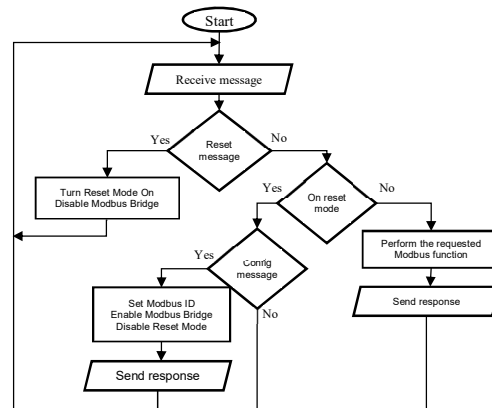 Start
Receive message
Reset
message
Yes
No
Turn Reset Mode On
Disable Modbus Bridge
On reset
mode
Yes
No
Config
message
Perform the requested
Modbus function
Yes
Set Modbus ID
Enable Modbus Bridge
Disable Reset Mode
No
Send response
Send response